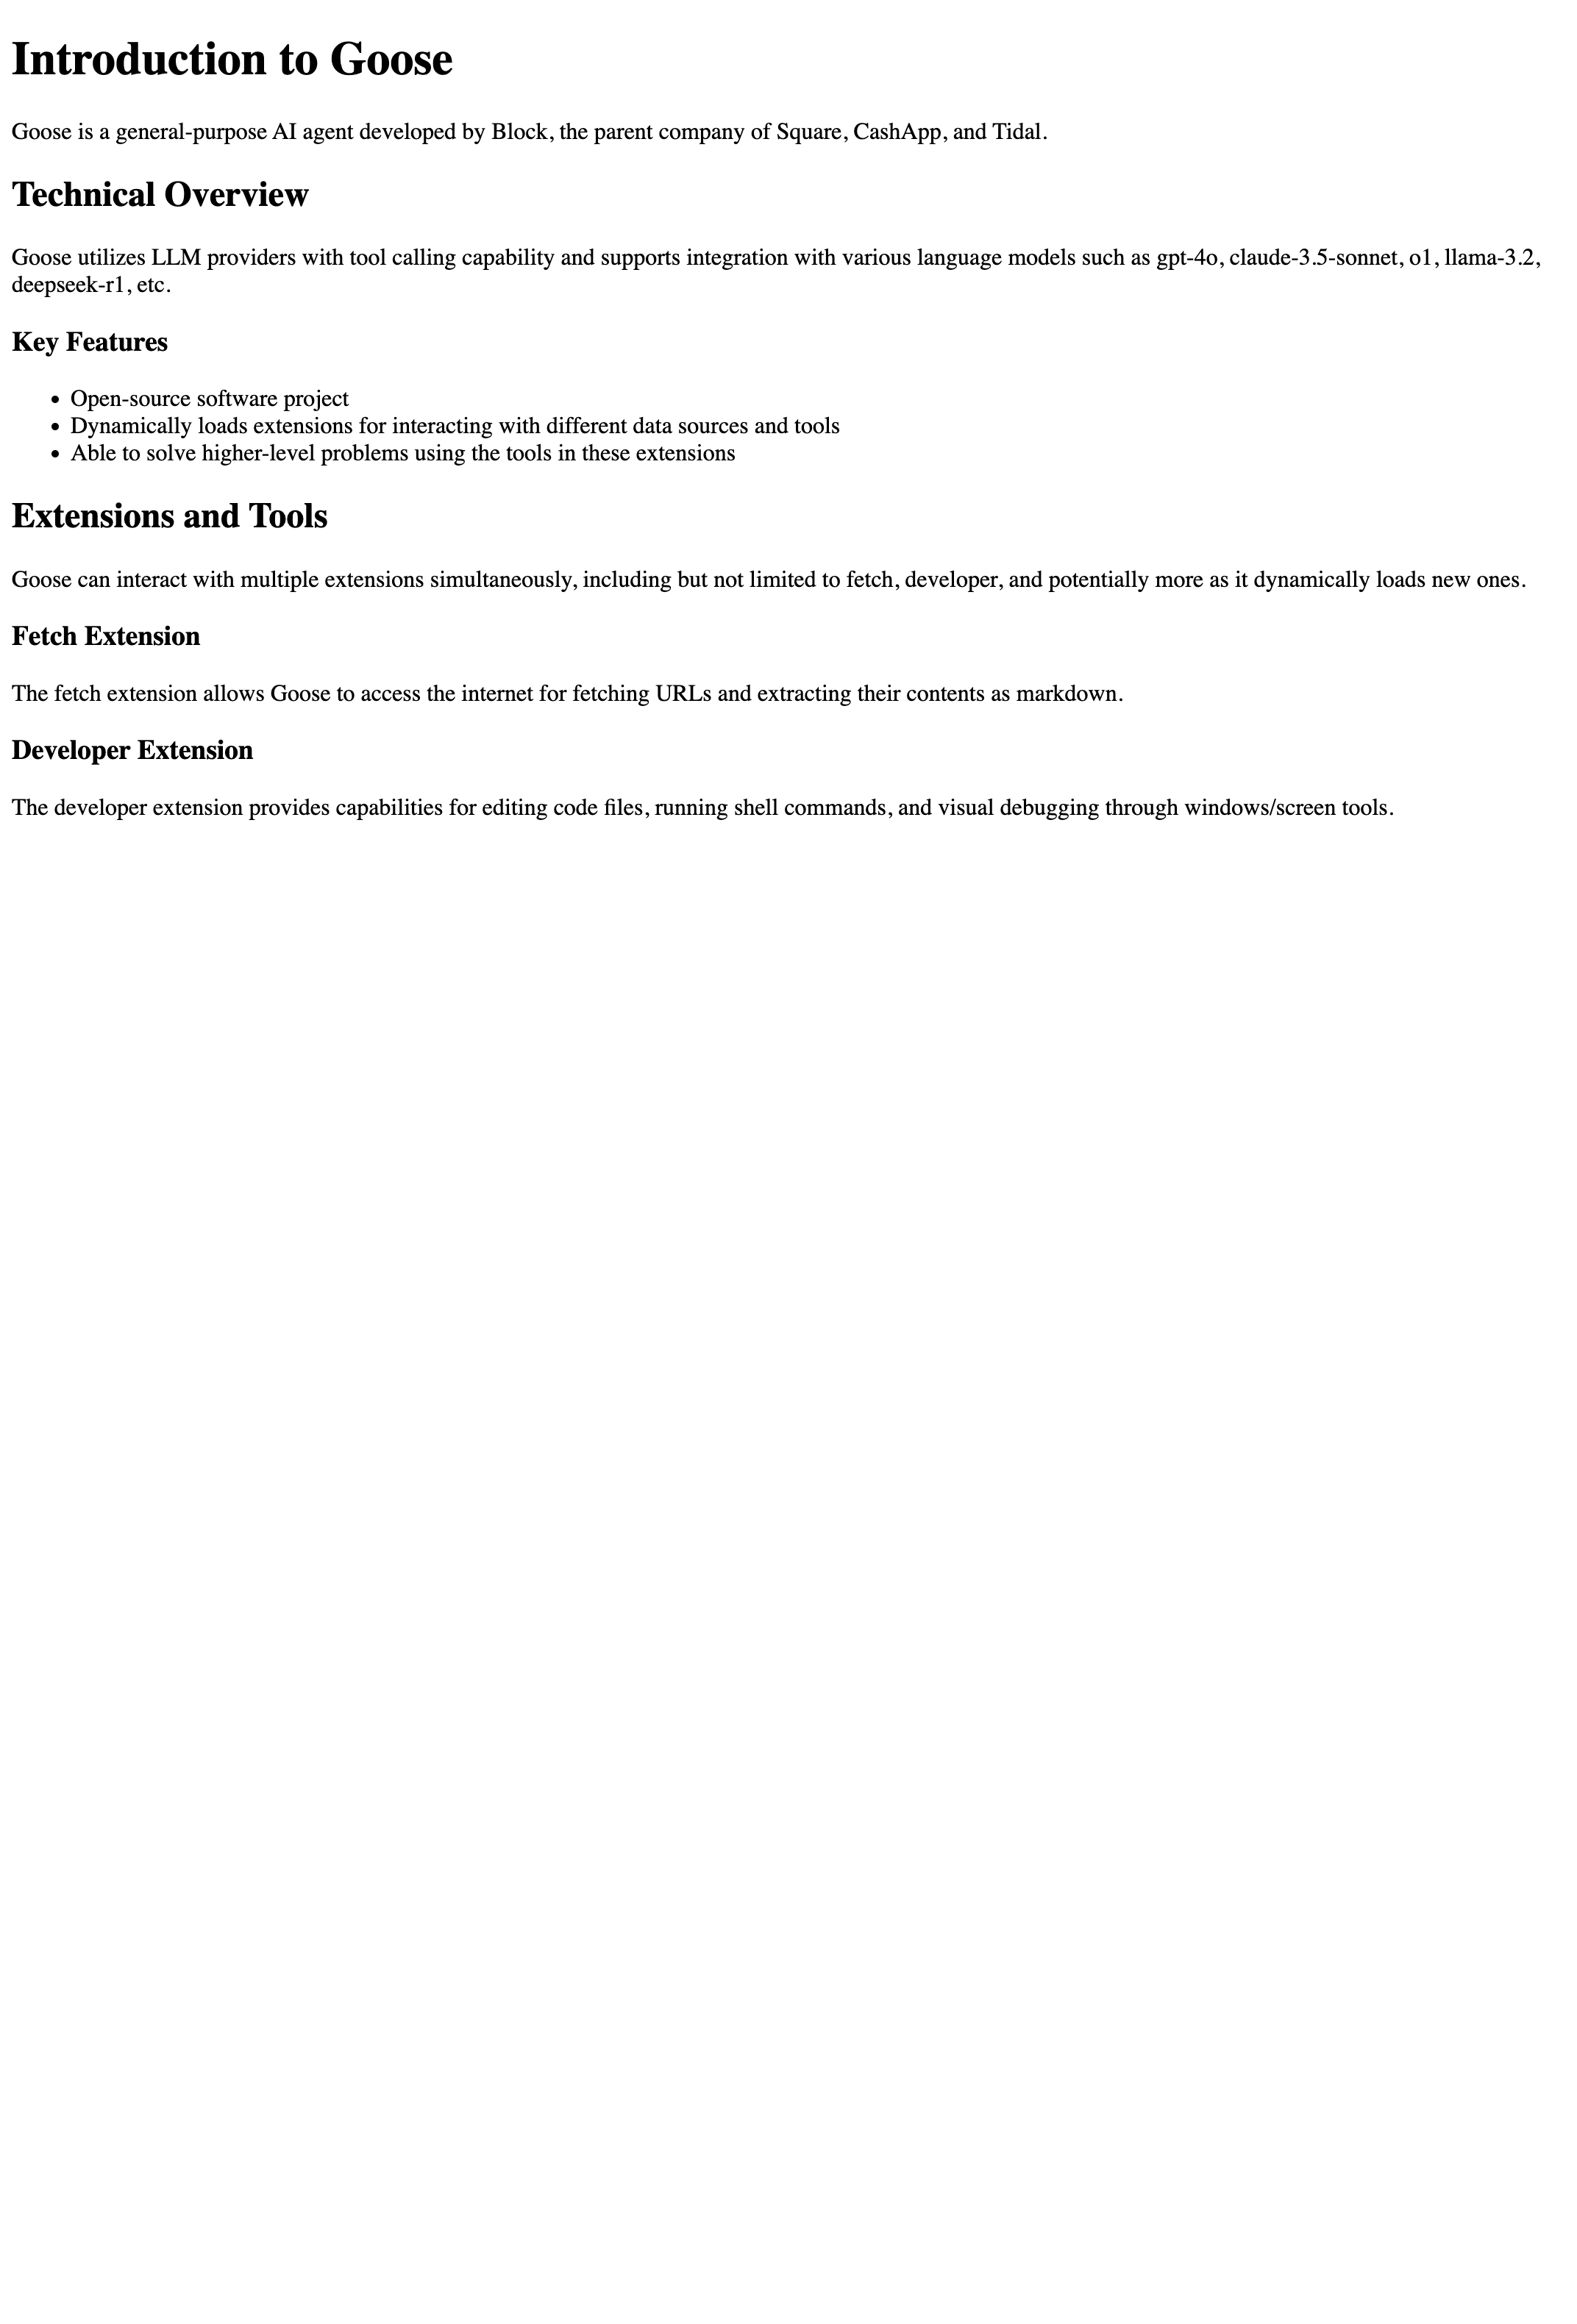 Introduction to Goose
Goose is a general-purpose AI agent developed by Block, the parent company of Square, CashApp, and Tidal.
Technical Overview
Goose utilizes LLM providers with tool calling capability and supports integration with various language models such as gpt-4o, claude-3.5-sonnet, o1, llama-3.2,
deepseek-r1, etc.
Key Features
• Open-source software project
• Dynamically loads extensions for interacting with different data sources and tools
• Able to solve higher-level problems using the tools in these extensions
Extensions and Tools
Goose can interact with multiple extensions simultaneously, including but not limited to fetch, developer, and potentially more as it dynamically loads new ones.
Fetch Extension
The fetch extension allows Goose to access the internet for fetching URLs and extracting their contents as markdown.
Developer Extension
The developer extension provides capabilities for editing code files, running shell commands, and visual debugging through windows/screen tools.